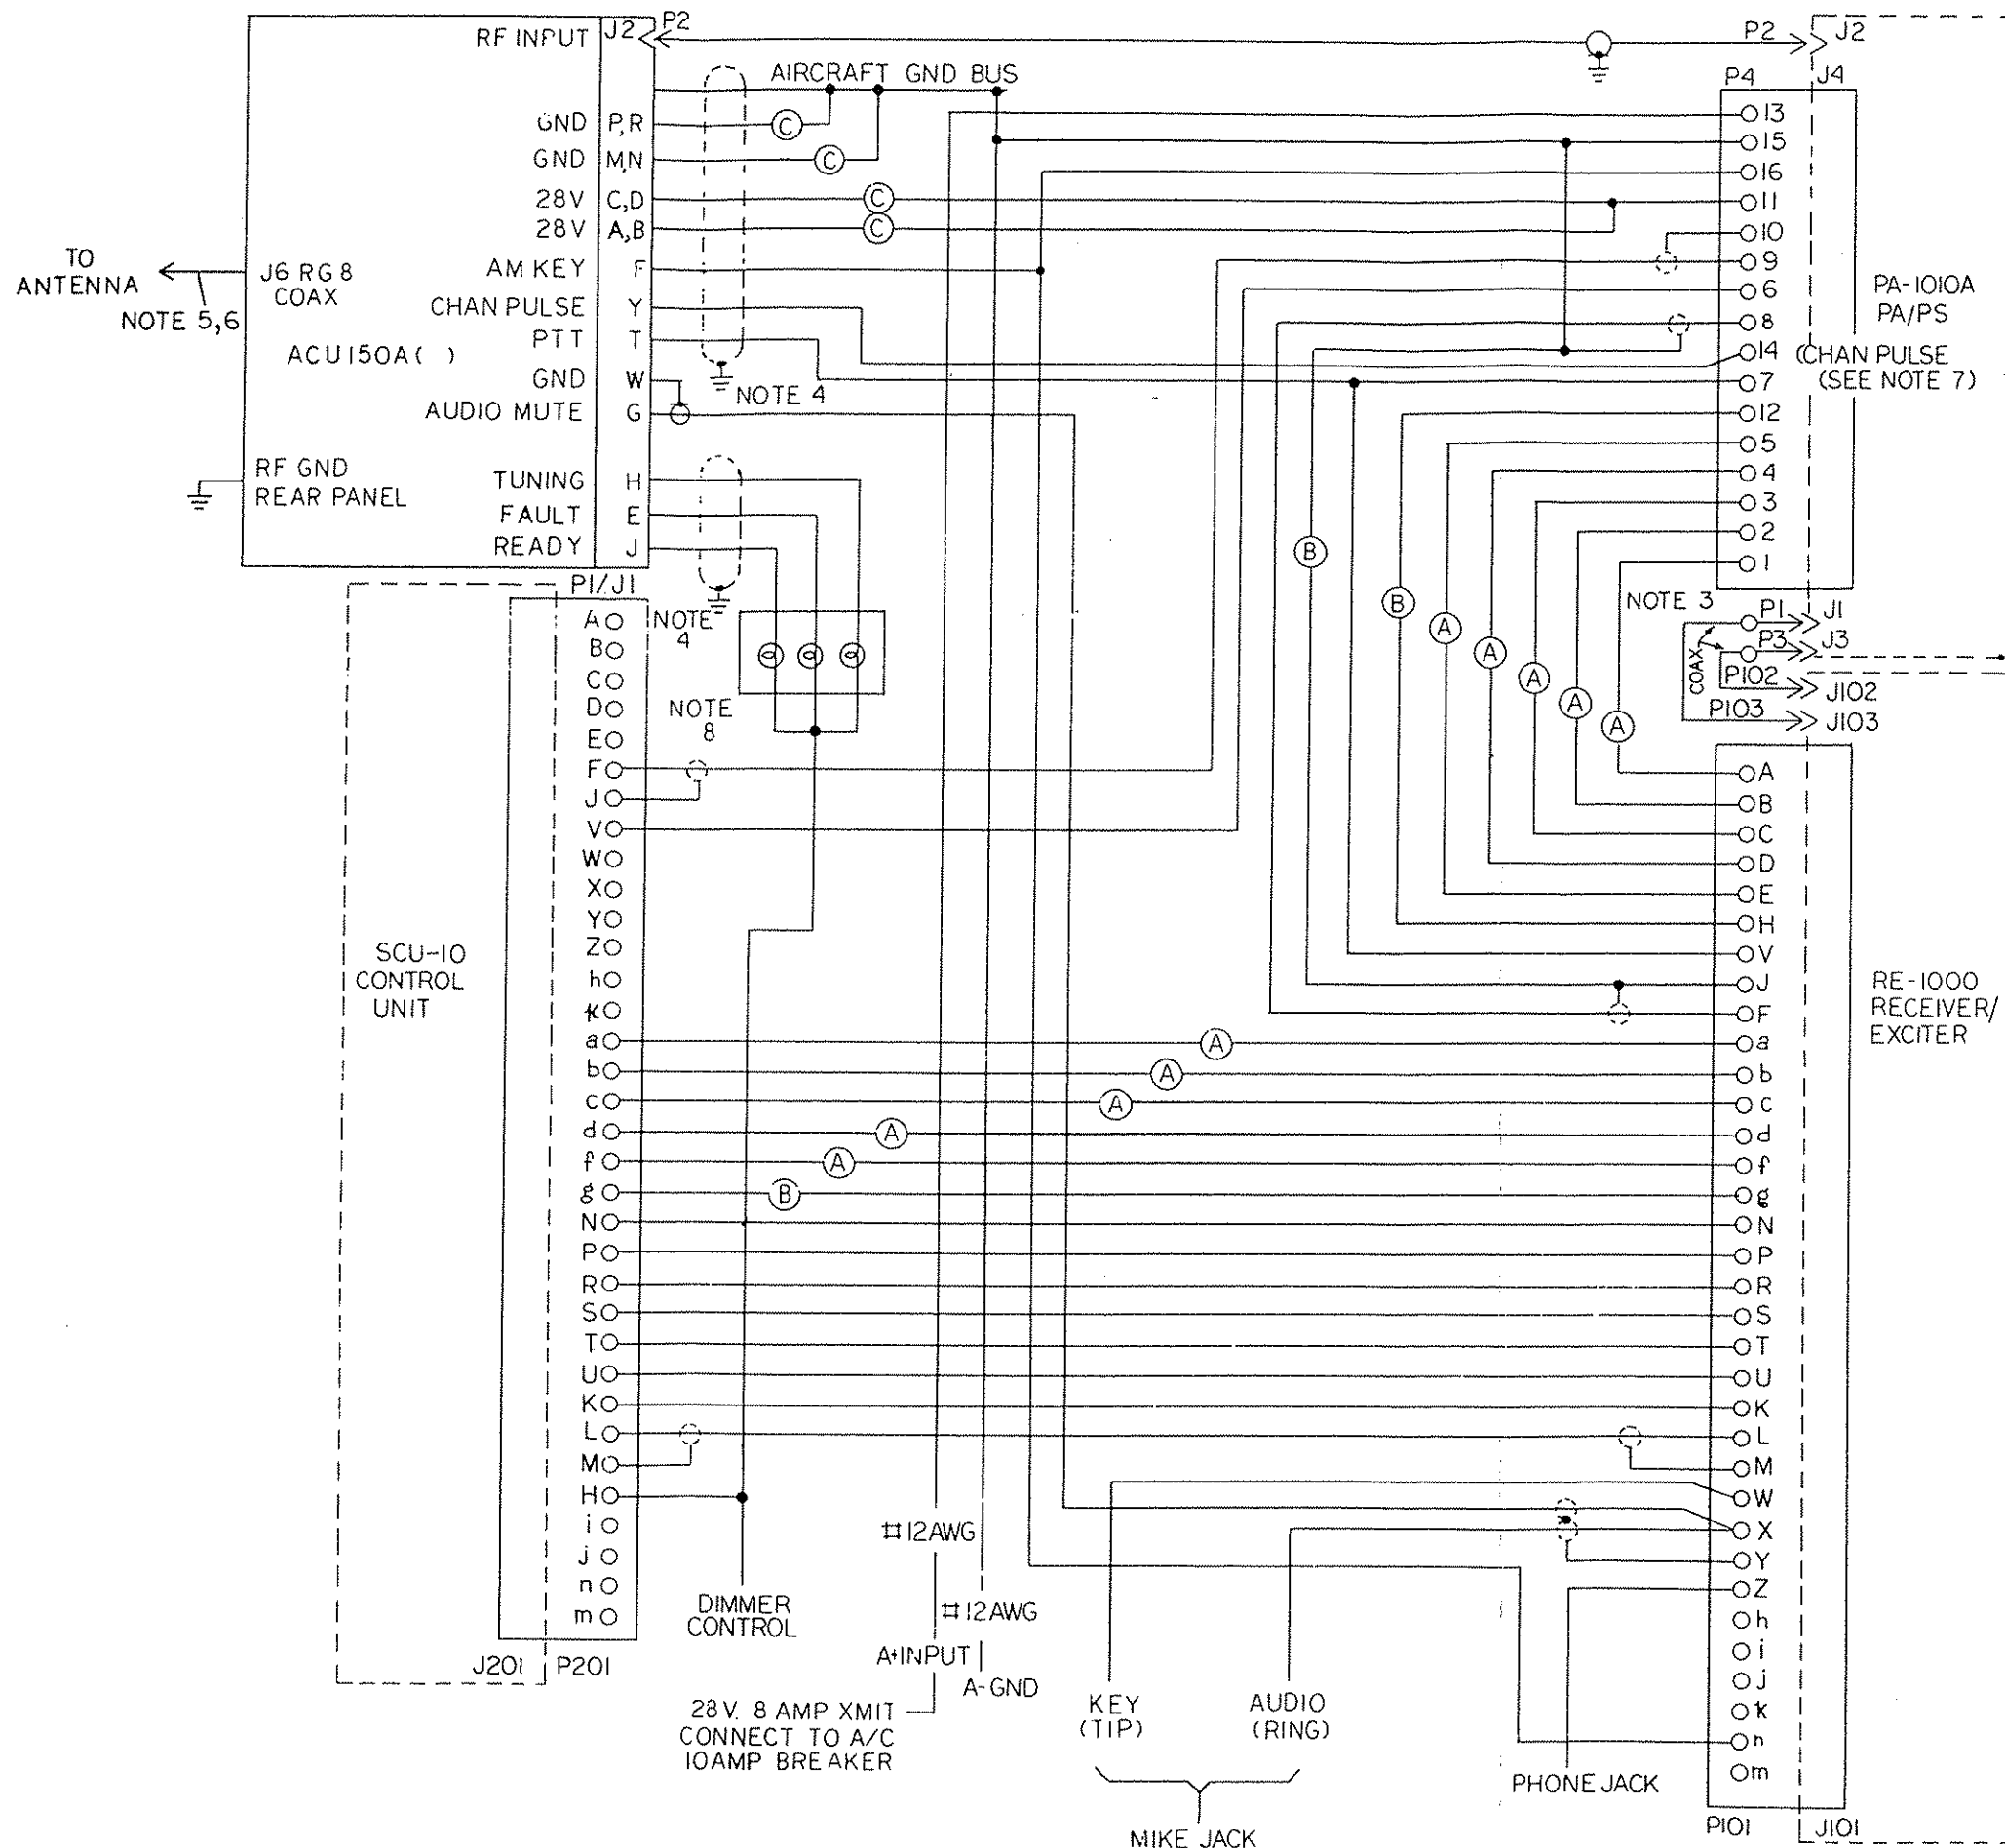 RF INPUT J2 P2
P2 J2
AIRCRAFT GND BUS
P4 J4
GND P,R C
GND M,N C
28V C,D C
28V A,B C
AM KEY F
CHAN PULSE Y
PTT T
GND W
AUDIO MUTE G
NOTE 4
TO
ANTENNA
NOTE 5,6
J6 RG8
COAX
ACU150A( )
RF GND
REAR PANEL
TUNING H
FAULT E
READY J
13
15
16
11
10
9
6
8
14
7
12
5
4
3
2
1
PA-1010A
PA/PS
(CHAN PULSE
(SEE NOTE 7)
B
B
A
A
A
A
A
NOTE 3
P1 J1
P3 J3
COAX
P102 J102
P103 J103
P1/J1
NOTE
4
NOTE
8
A
B
C
D
E
F
J
V
W
X
Y
Z
h
k
a
b
c
d
f
g
N
P
R
S
T
U
K
L
M
H
i
j
n
m
SCU-10
CONTROL
UNIT
J201 P201
A
A
A
A
A
B
A
B
C
D
E
H
V
J
F
a
b
c
d
f
g
N
P
R
S
T
U
K
L
M
W
X
Y
Z
h
i
j
k
n
m
RE-1000
RECEIVER/
EXCITER
P101 J101
DIMMER
CONTROL
#12AWG
#12AWG
A+INPUT
A-GND
28V. 8 AMP XMIT
CONNECT TO A/C
10AMP BREAKER
KEY
(TIP)
AUDIO
(RING)
MIKE JACK
PHONE JACK